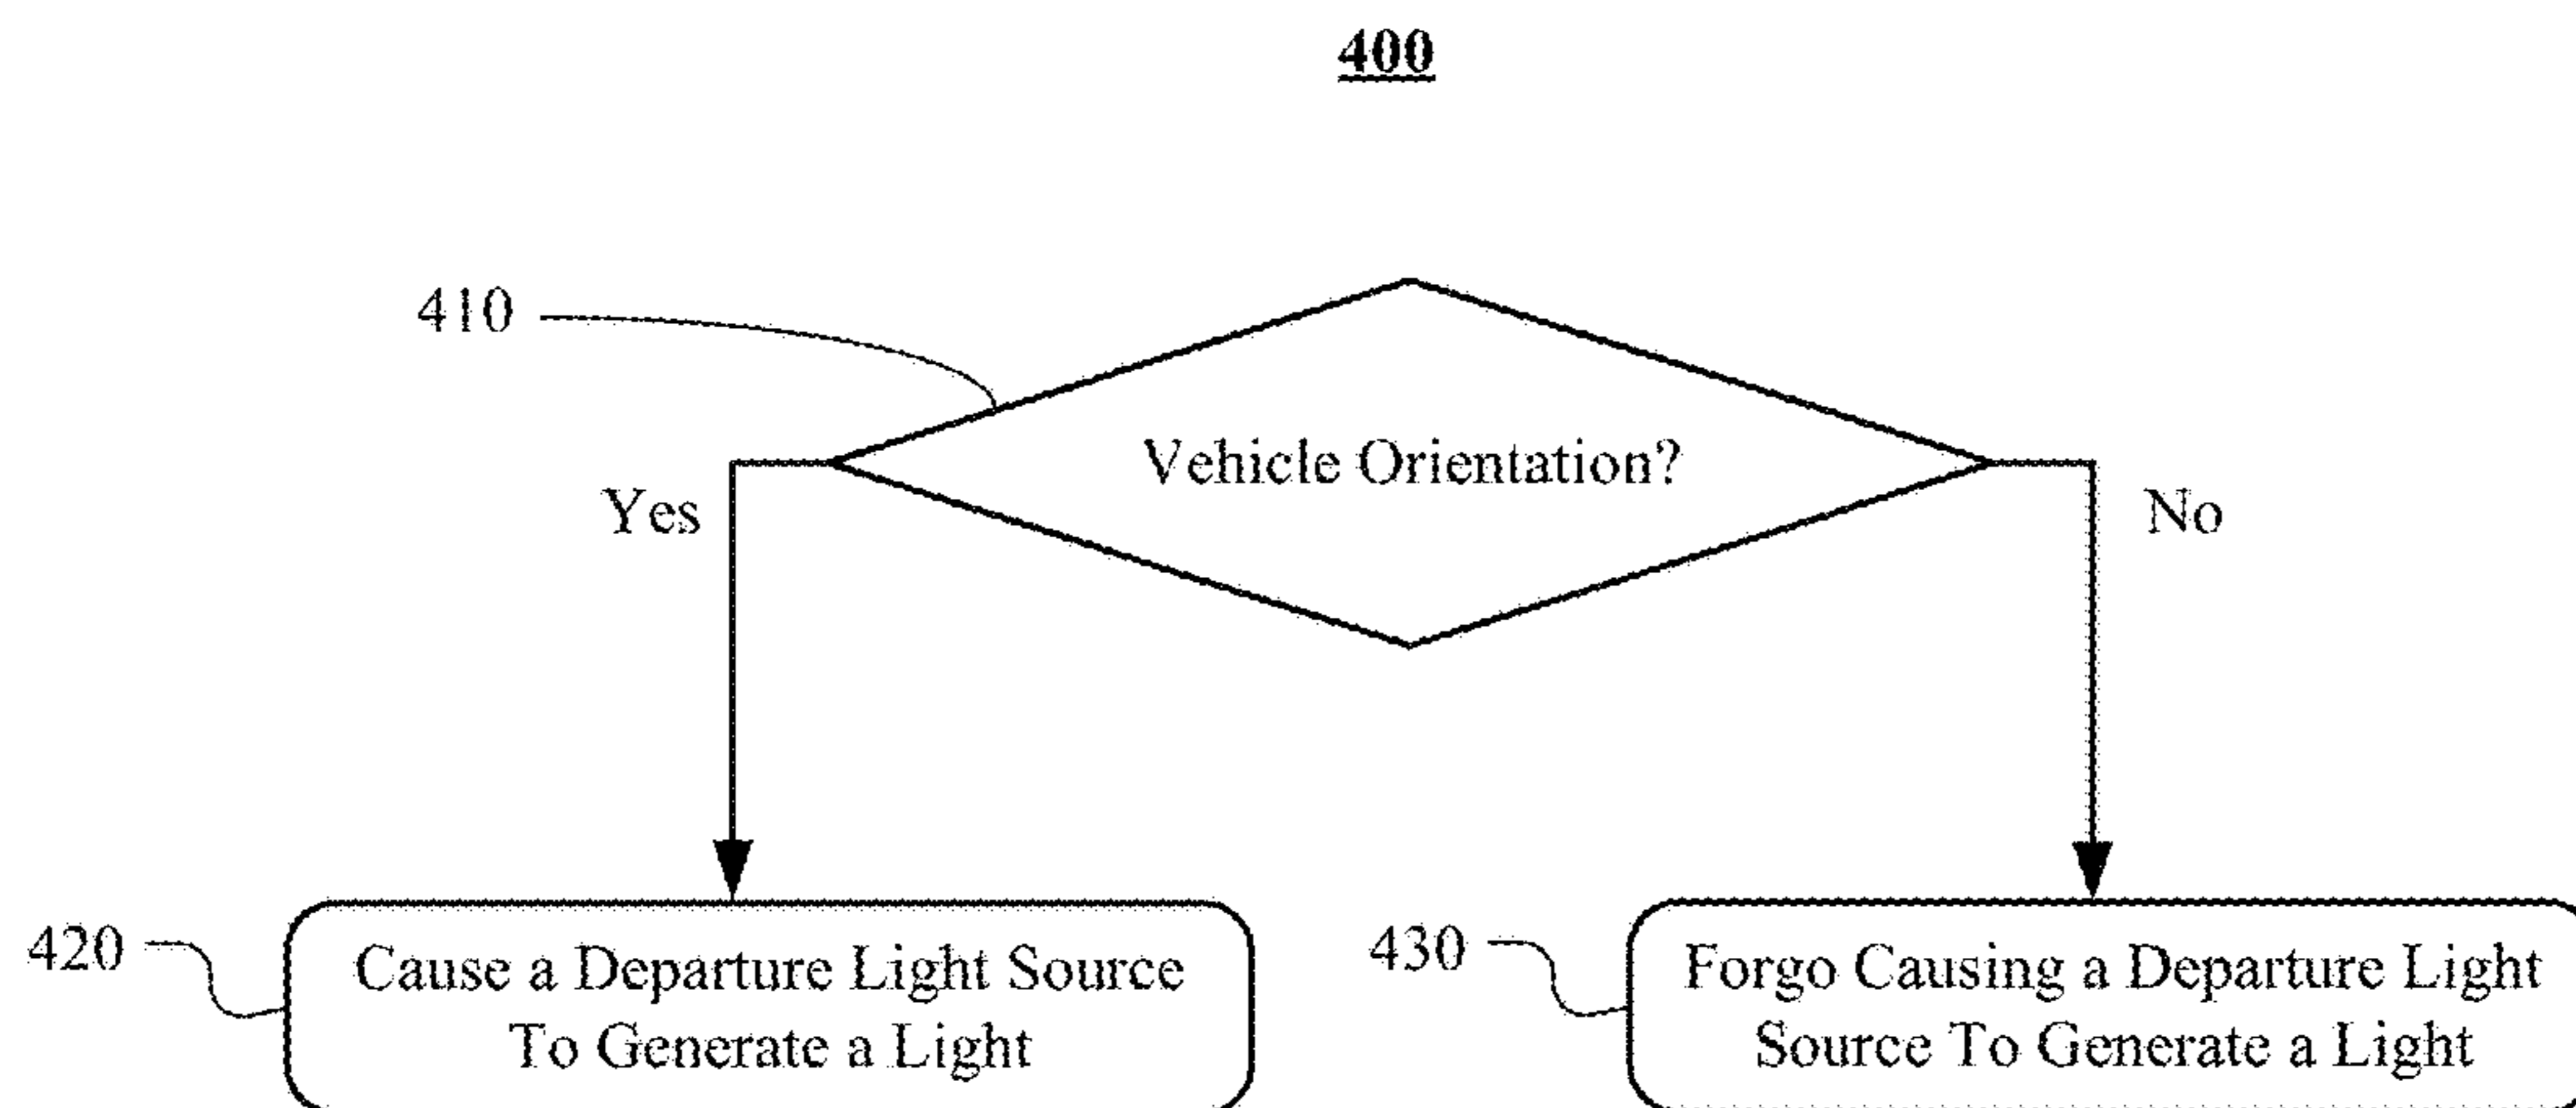 400
410
Vehicle Orientation?
Yes
No
420
Cause a Departure Light Source
To Generate a Light
430
Forgo Causing a Departure Light
Source To Generate a Light